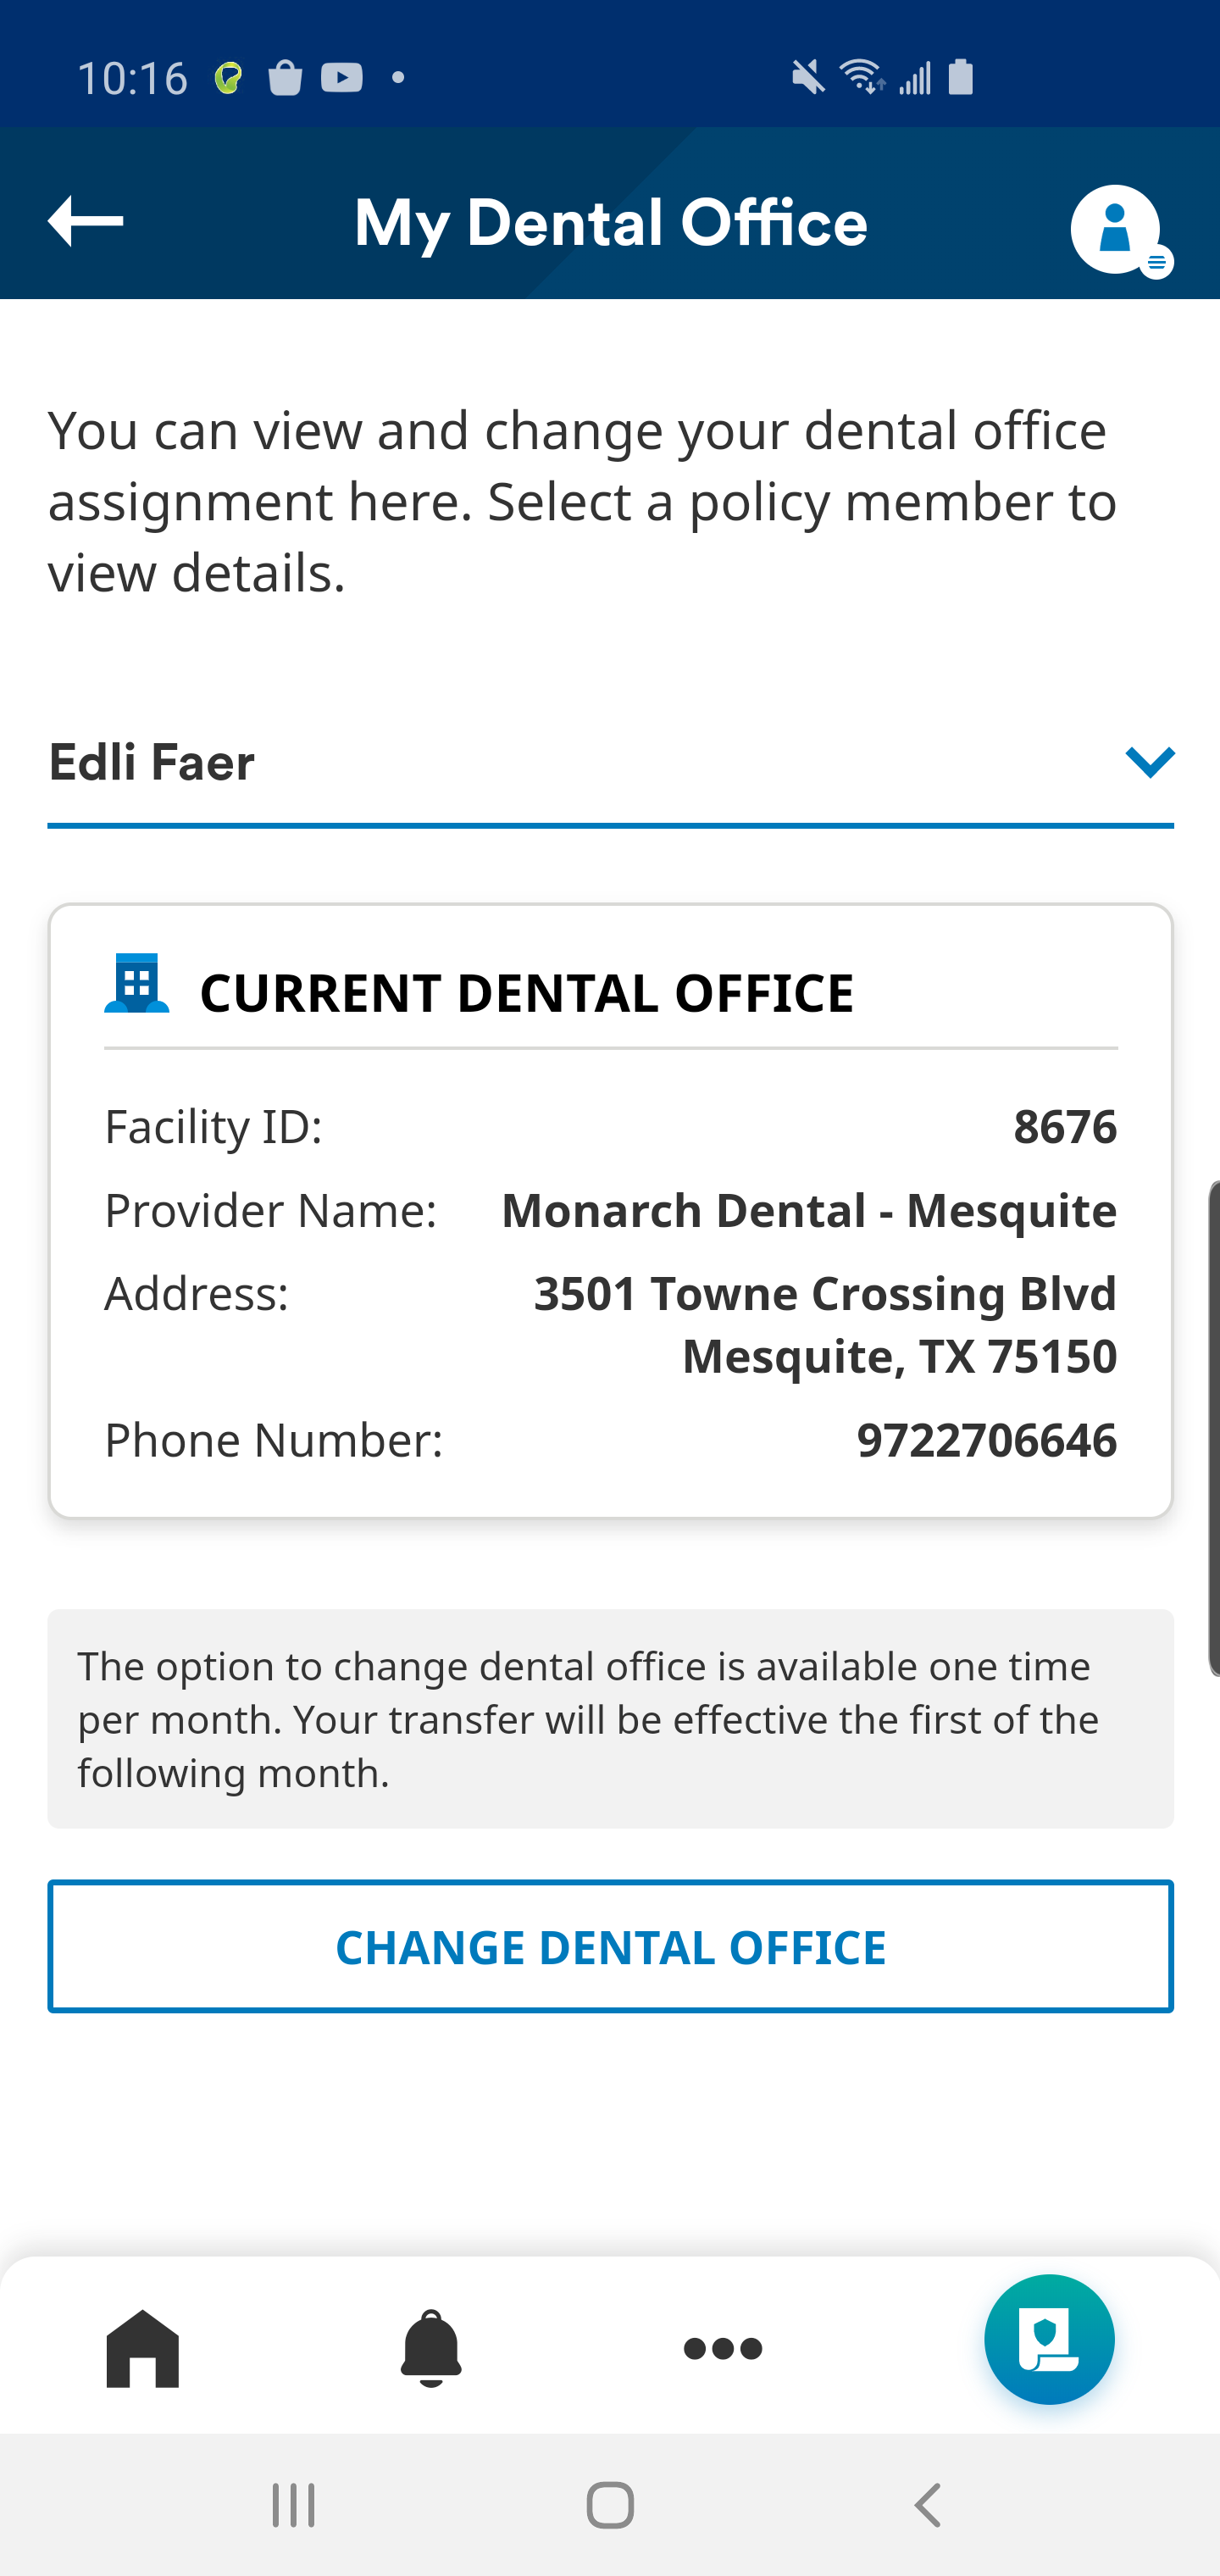 10:16
My Dental Office
You can view and change your dental office
assignment here. Select a policy member to
view details.
Edli Faer
CURRENT DENTAL OFFICE
Facility ID: 8676
Provider Name: Monarch Dental - Mesquite
Address: 3501 Towne Crossing Blvd
Mesquite, TX 75150
Phone Number: 9722706646
The option to change dental office is available one time
per month. Your transfer will be effective the first of the
following month.
CHANGE DENTAL OFFICE